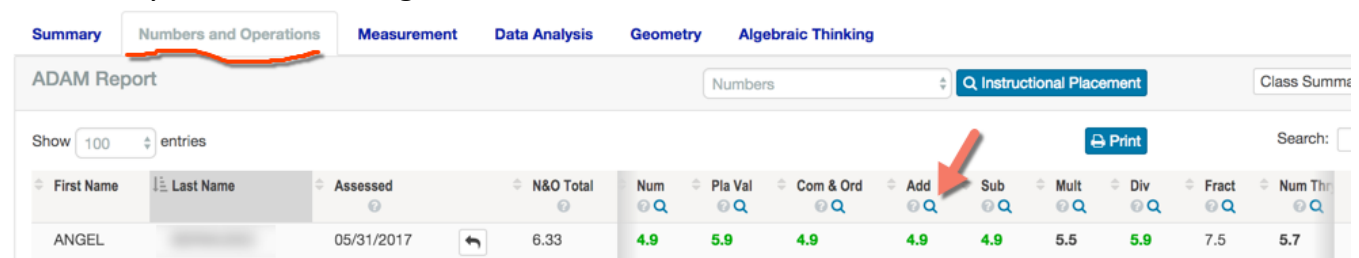 Summary Numbers and Operations Measurement Data Analysis Geometry Algebraic Thinking
ADAM Report Numbers Instructional Placement Class Summa
Show 100 entries Print Search:
First Name Last Name Assessed N&O Total Num Pla Val Com & Ord Add Sub Mult Div Fract Num Thr
ANGEL 05/31/2017 6.33 4.9 5.9 4.9 4.9 4.9 5.5 5.9 7.5 5.7